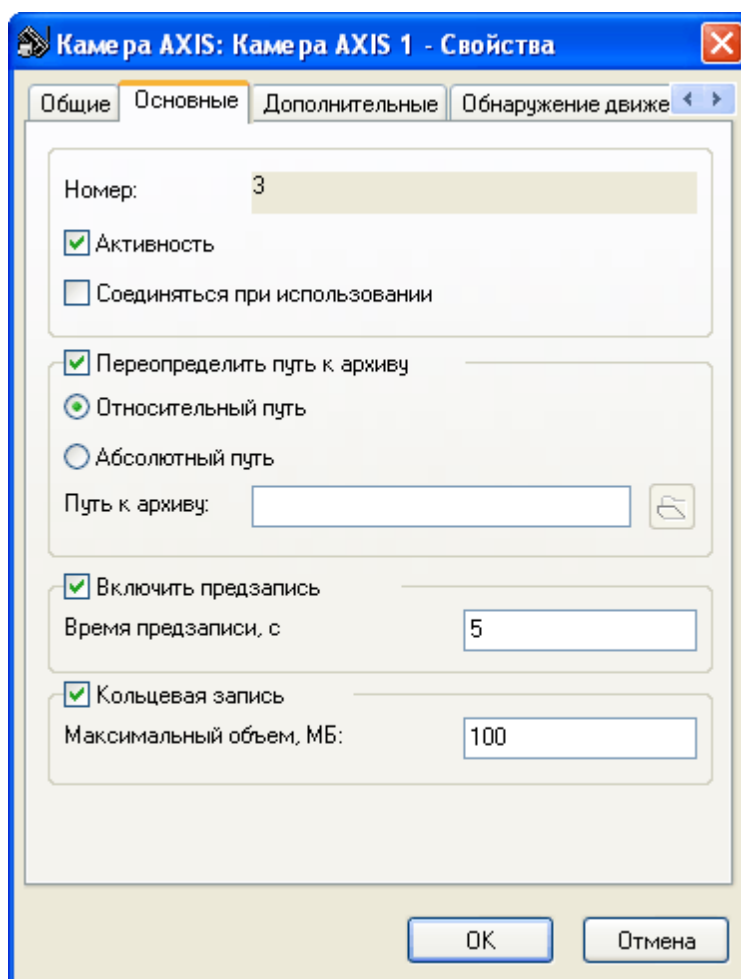 Камера AXIS: Камера AXIS 1 - Свойства
Общие Основные Дополнительные Обнаружение движе
Номер: 3
Активность
Соединяться при использовании
Переопределить путь к архиву
Относительный путь
Абсолютный путь
Путь к архиву:
Включить предзапись
Время предзаписи, с 5
Кольцевая запись
Максимальный объем, МБ: 100
OK Отмена